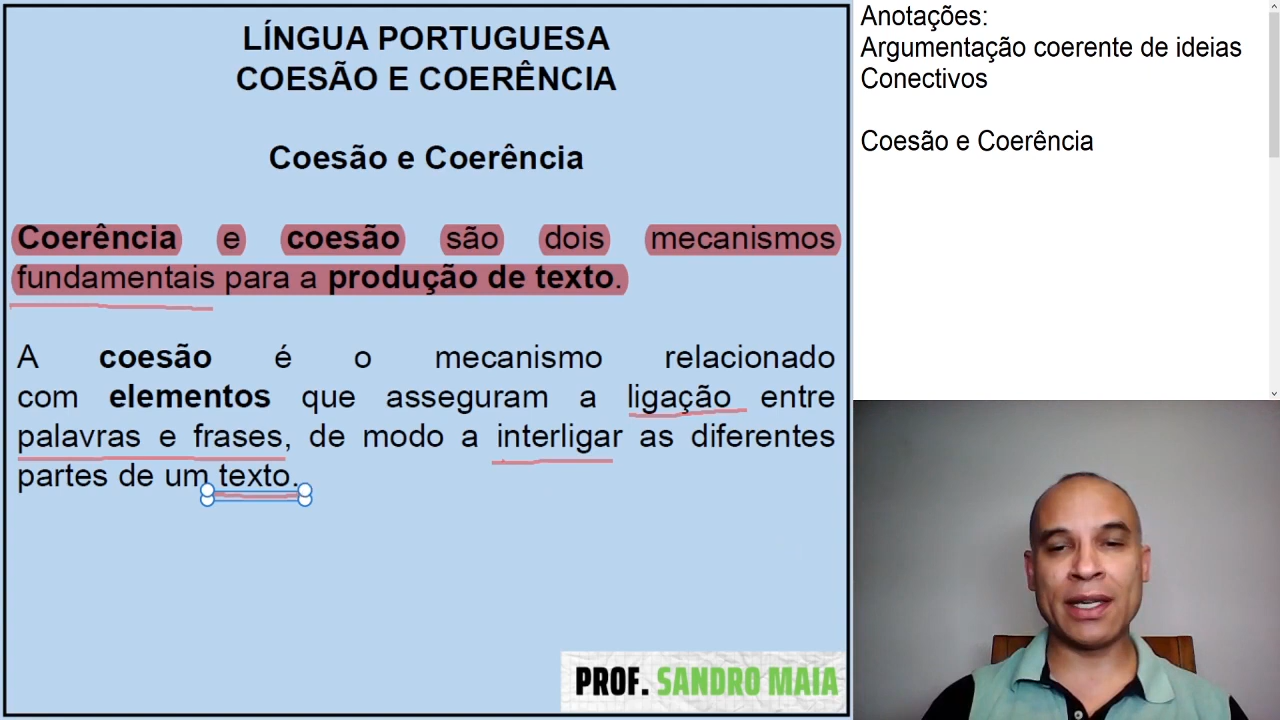 LÍNGUA PORTUGUESA
COESÃO E COERÊNCIA
Coesão e Coerência
Coerência e coesão são dois mecanismos
fundamentais para a produção de texto.
A coesão é o mecanismo relacionado
com elementos que asseguram a ligação entre
palavras e frases, de modo a interligar as diferentes
partes de um texto.
PROF. SANDRO MAIA
Anotações:
Argumentação coerente de ideias
Conectivos
Coesão e Coerência